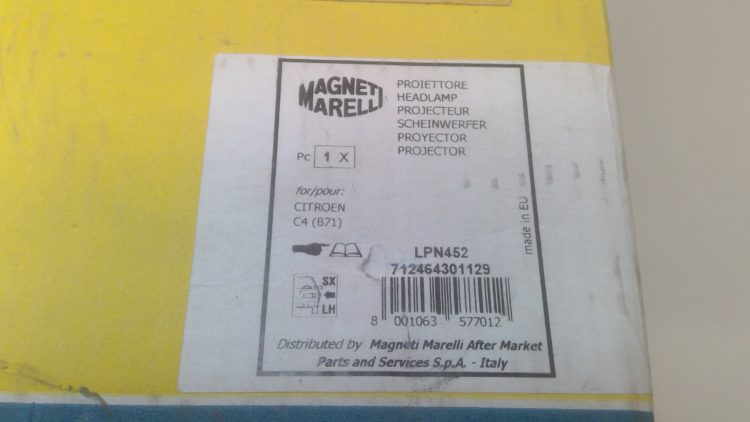 MAGNETI
MARELLI
PROIETTORE
HEADLAMP
PROJECTEUR
SCHEINWERFER
PROYECTOR
PROJECTOR
Pc 1 X
for/pour:
CITROEN
C4 (B71)
made in EU
LPN452
712464301129
SX
LH
8 001063 577012
Distributed by Magneti Marelli After Market
Parts and Services S.p.A. - Italy